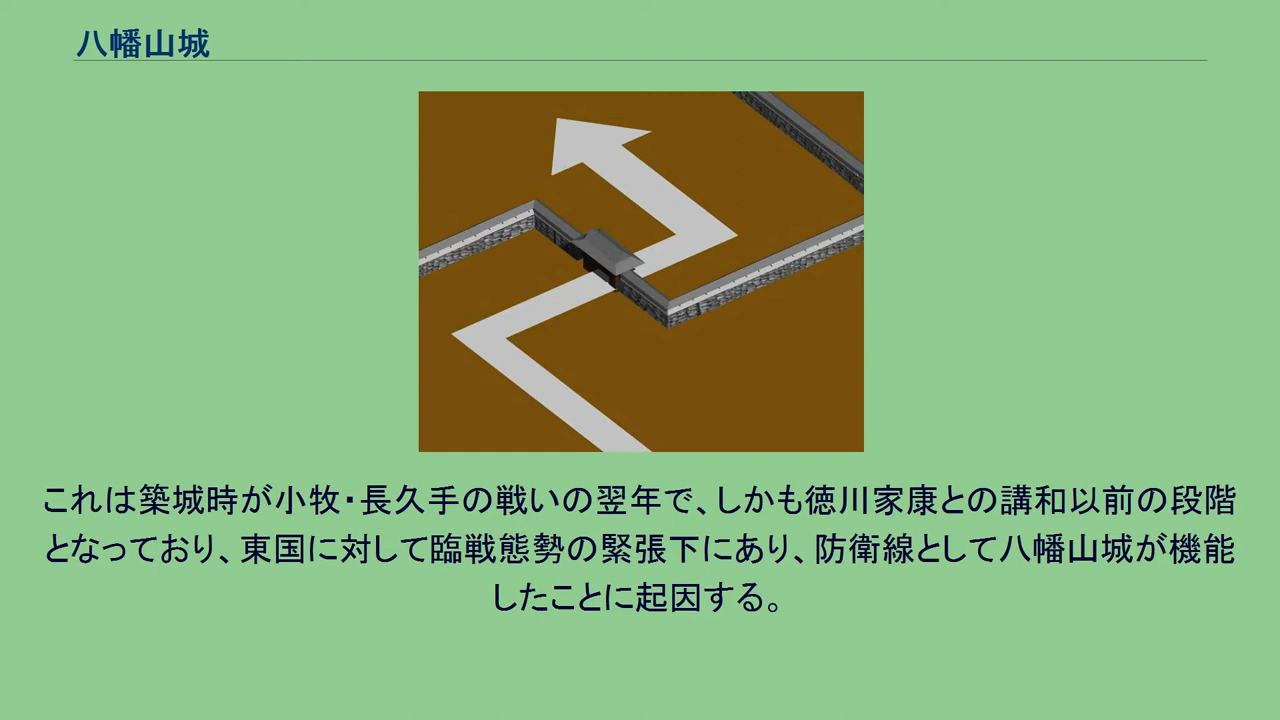 八幡山城
これは築城時が小牧・長久手の戦いの翌年で、しかも徳川家康との講和以前の段階
となっており、東国に対して臨戦態勢の緊張下にあり、防衛線として八幡山城が機能
したことに起因する。